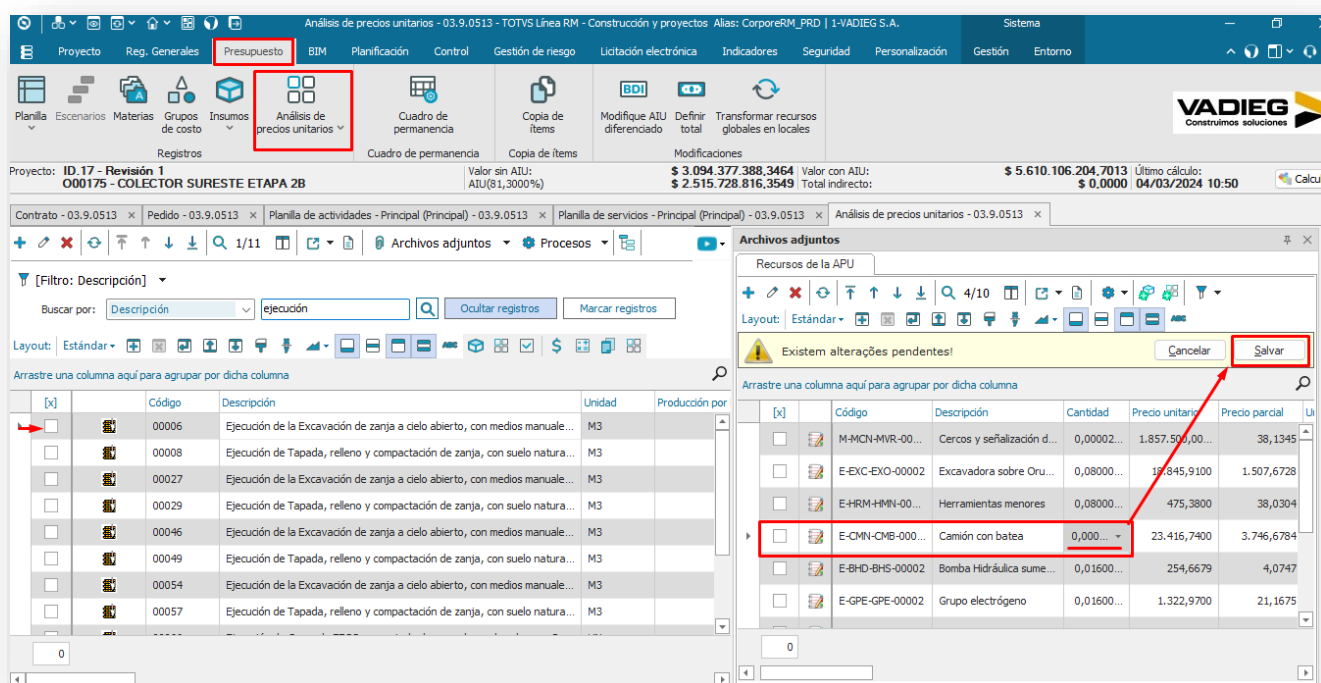 Análisis de precios unitarios - 03.9.0513 - TOTVS Línea RM - Construcción y proyectos Alias: CorporeRM_PRD | 1-VADIEG S.A.
Sistema
Proyecto Reg. Generales Presupuesto BIM Planificación Control Gestión de riesgo Licitación electrónica Indicadores Seguridad Personalización Gestión Entorno
Planilla Escenarios Materias Grupos de costo Insumos Análisis de precios unitarios
Cuadro de permanencia
Copia de ítems
BDI
Modifique AIU diferenciado Definir total Transformar recursos globales en locales
Registros Cuadro de permanencia Copia de ítems Modificaciones
VADIEG
Construimos soluciones
Proyecto: ID.17 - Revisión 1 Valor sin AIU: $ 3.094.377.388,3464 Valor con AIU: $ 5.610.106.204,7013 Último cálculo:
O00175 - COLECTOR SURESTE ETAPA 2B AIU(81,3000%) $ 2.515.728.816,3549 Total indirecto: $ 0,0000 04/03/2024 10:50
Calcu
Contrato - 03.9.0513 × Pedido - 03.9.0513 × Planilla de actividades - Principal (Principal) - 03.9.0513 × Planilla de servicios - Principal (Principal) - 03.9.0513 × Análisis de precios unitarios - 03.9.0513 ×
1/11 Archivos adjuntos Procesos
[Filtro: Descripción]
Buscar por: Descripción ejecución Ocultar registros Marcar registros
Layout: Estándar
ABC
Arrastre una columna aquí para agrupar por dicha columna
[x] Código Descripción Unidad Producción por
00006 Ejecución de la Excavación de zanja a cielo abierto, con medios manuale... M3
00008 Ejecución de Tapada, relleno y compactación de zanja, con suelo natura... M3
00027 Ejecución de la Excavación de zanja a cielo abierto, con medios manuale... M3
00029 Ejecución de Tapada, relleno y compactación de zanja, con suelo natura... M3
00046 Ejecución de la Excavación de zanja a cielo abierto, con medios manuale... M3
00049 Ejecución de Tapada, relleno y compactación de zanja, con suelo natura... M3
00054 Ejecución de la Excavación de zanja a cielo abierto, con medios manuale... M3
00057 Ejecución de Tapada, relleno y compactación de zanja, con suelo natura... M3
0
Archivos adjuntos
Recursos de la APU
4/10
Layout: Estándar
ABC
Existem alterações pendentes! Cancelar Salvar
Arrastre una columna aquí para agrupar por dicha columna
[x] Código Descripción Cantidad Precio unitario Precio parcial
M-MCN-MVR-00... Cercos y señalización d... 0,00002... 1.857.500,00... 38,1345
E-EXC-EXO-00002 Excavadora sobre Oru... 0,08000... 18.845,9100 1.507,6728
E-HRM-HMN-00... Herramientas menores 0,08000... 475,3800 38,0304
E-CMN-CMB-000... Camión con batea 0,000... 23.416,7400 3.746,6784
E-BHD-BHS-00002 Bomba Hidráulica sume... 0,01600... 254,6679 4,0747
E-GPE-GPE-00002 Grupo electrógeno 0,01600... 1.322,9700 21,1675
0